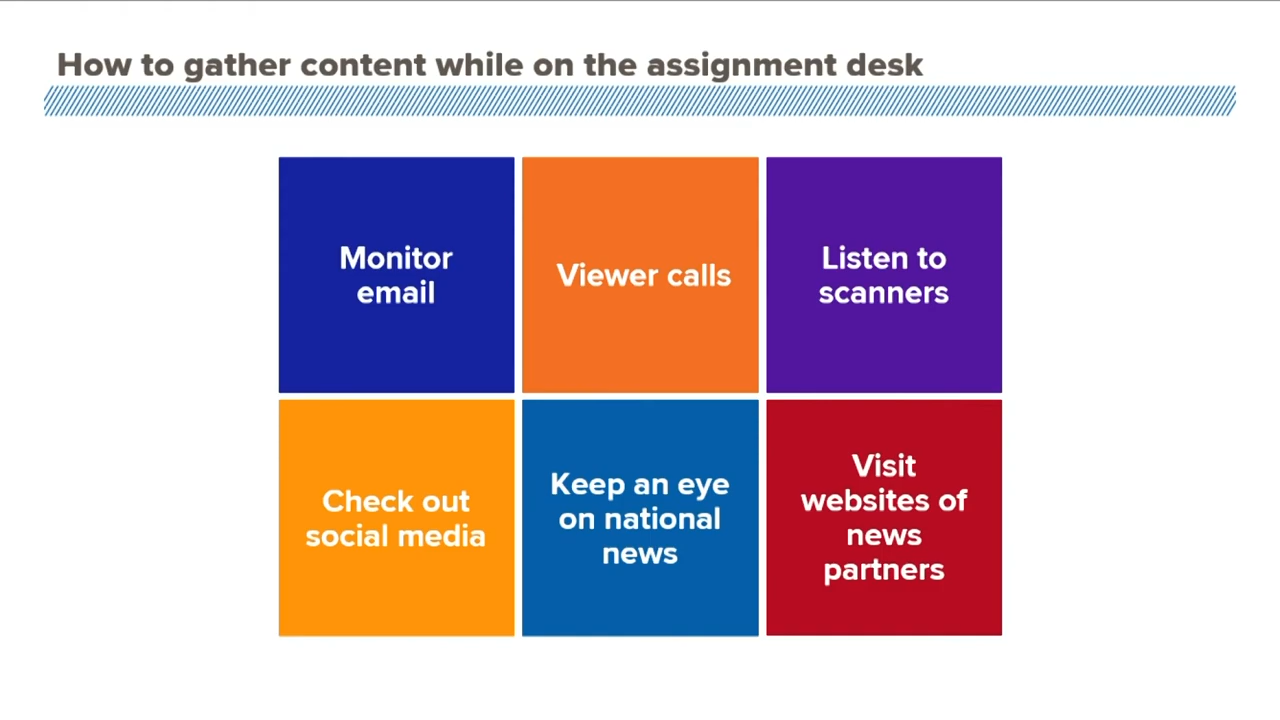 How to gather content while on the assignment desk
Monitor
email
Viewer calls
Listen to
scanners
Check out
social media
Keep an eye
on national
news
Visit
websites of
news
partners